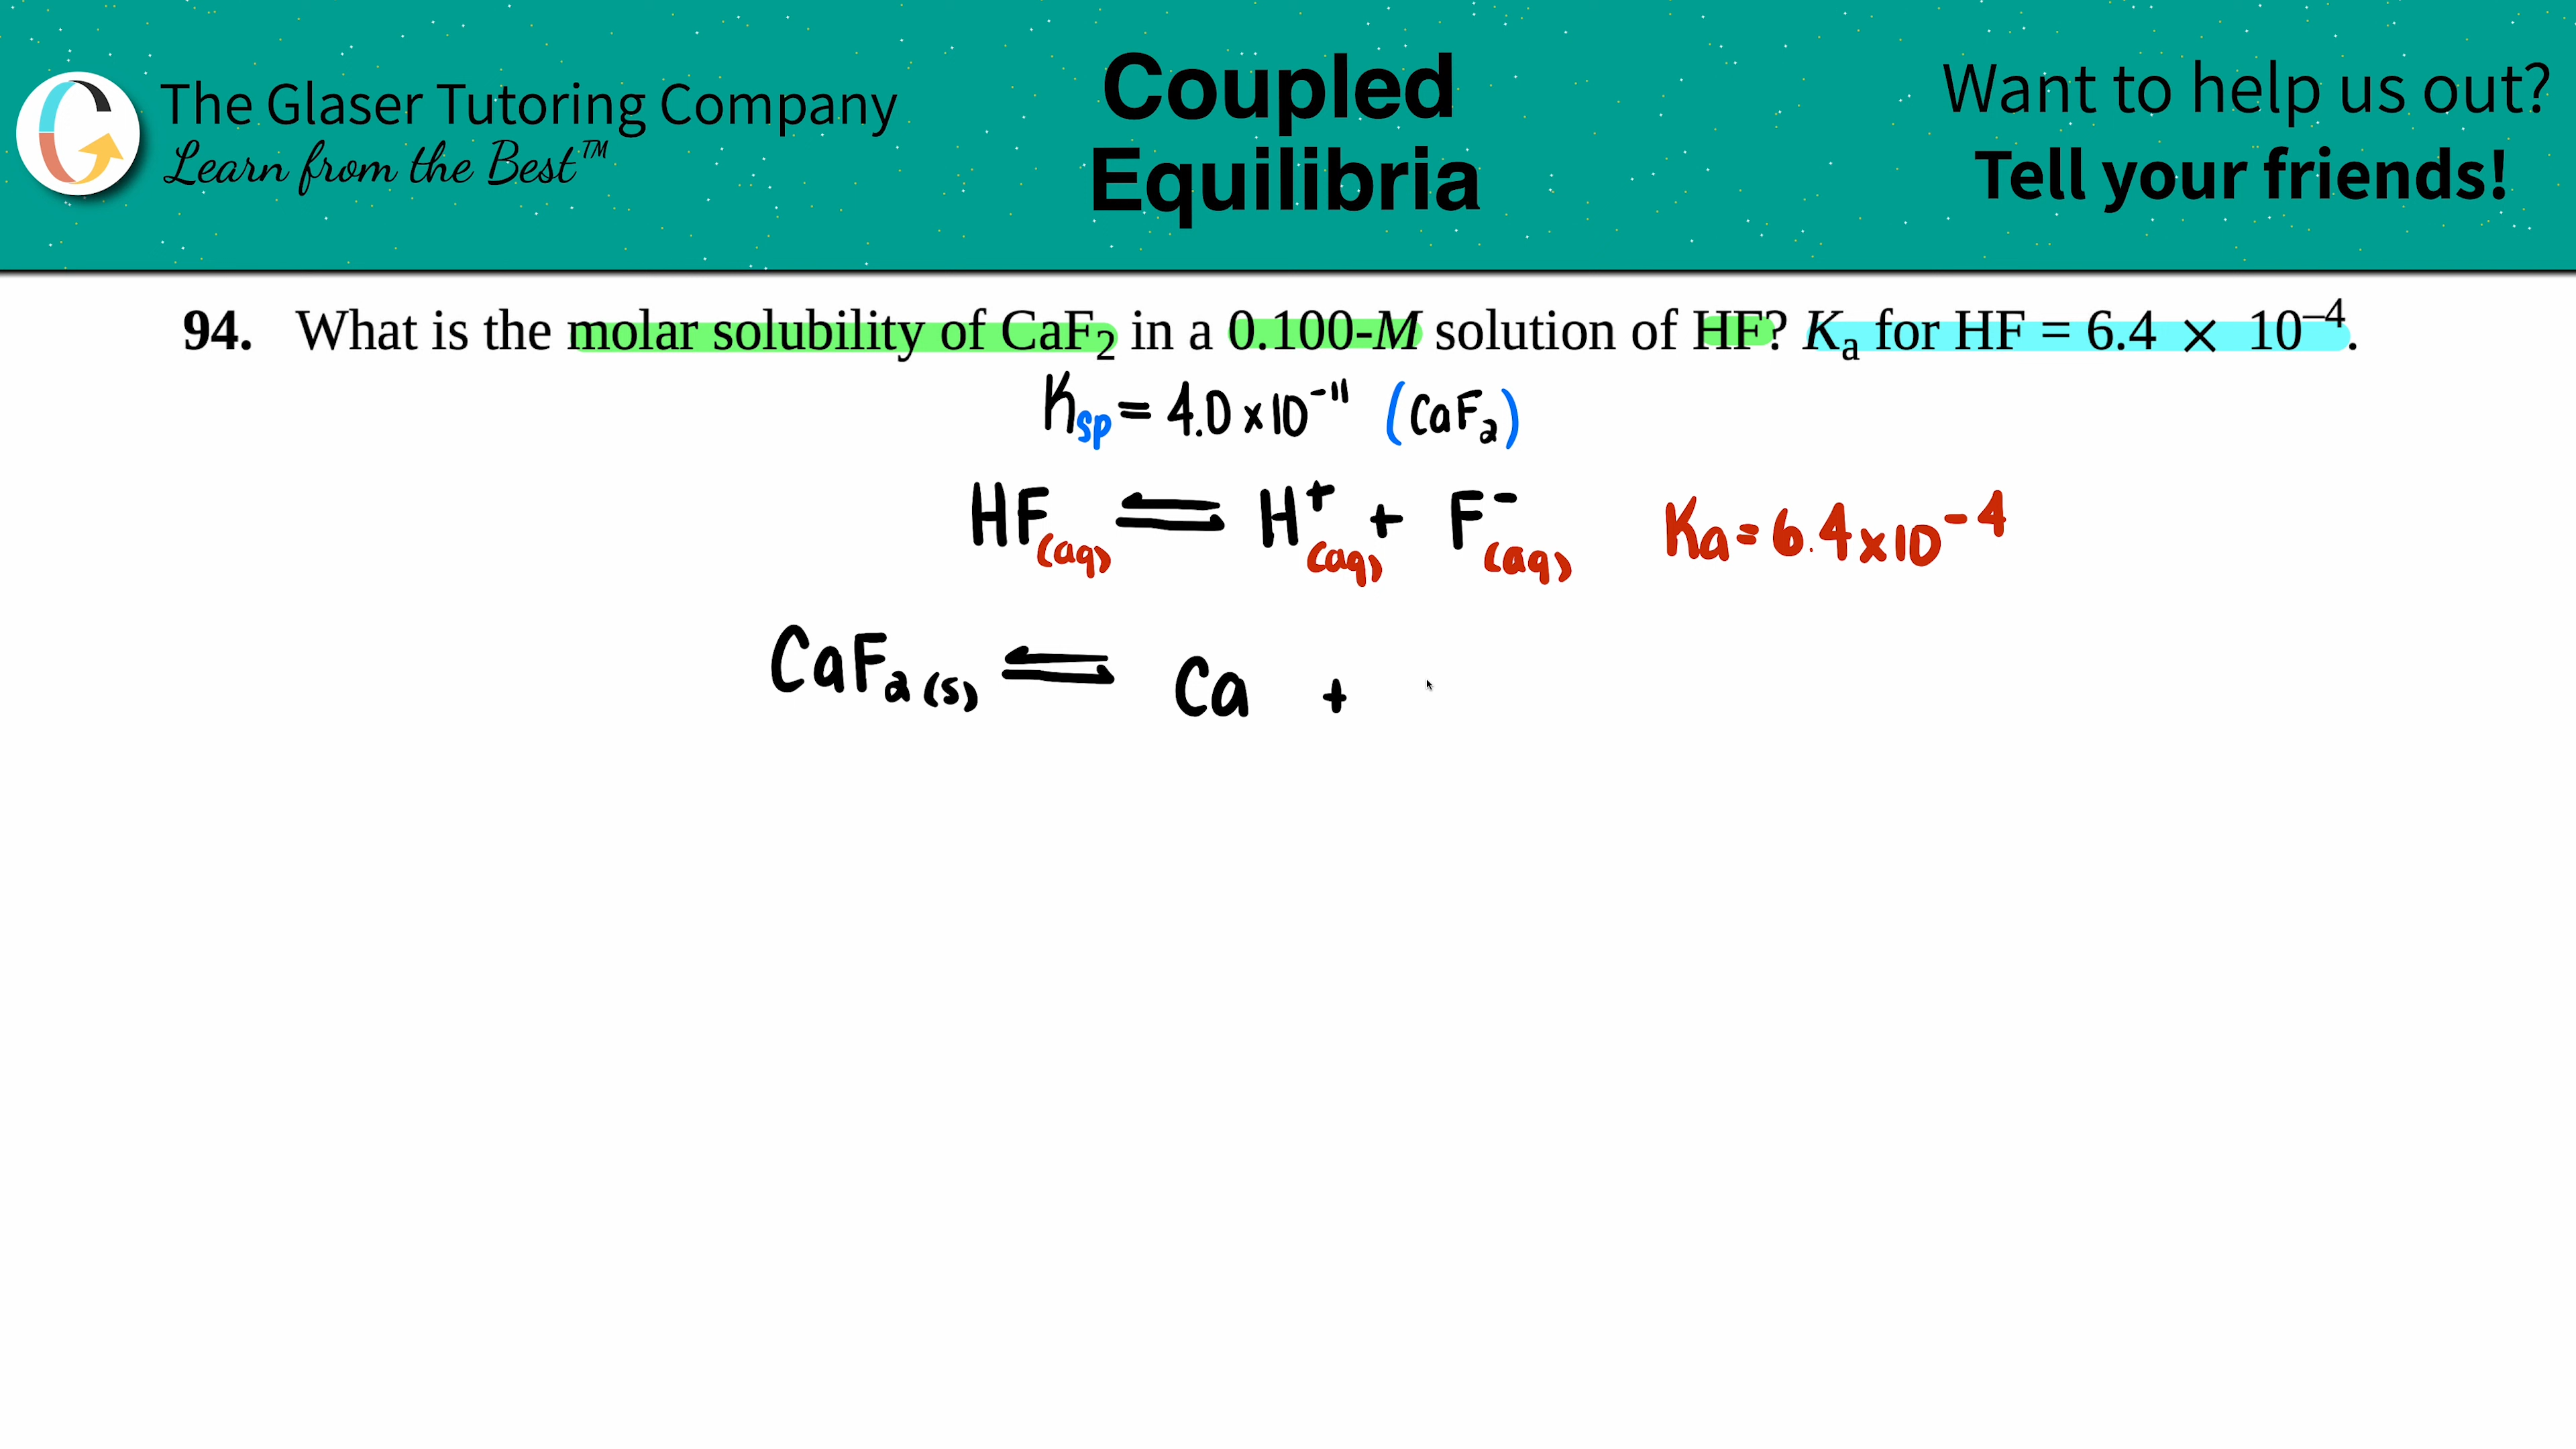 The Glaser Tutoring Company
Learn from the Best™
Coupled
Equilibria
Want to help us out?
Tell your friends!
94. What is the molar solubility of CaF₂ in a 0.100-M solution of HF? Kₐ for HF = 6.4 × 10⁻⁴.
Ksp = 4.0 x 10⁻¹¹ (CaF₂)
HF(aq) ⇌ H⁺(aq) + F⁻(aq) Ka = 6.4 x 10⁻⁴
CaF₂(s) ⇌ Ca +